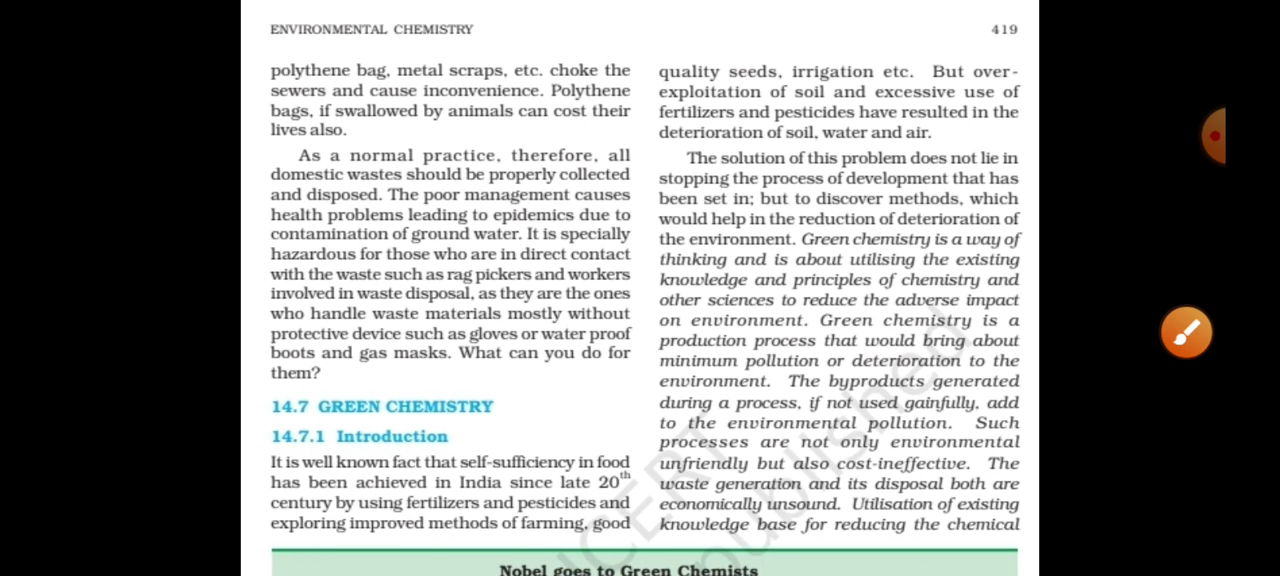 ENVIRONMENTAL CHEMISTRY
419
polythene bag, metal scraps, etc. choke the
sewers and cause inconvenience. Polythene
bags, if swallowed by animals can cost their
lives also.
As a normal practice, therefore, all
domestic wastes should be properly collected
and disposed. The poor management causes
health problems leading to epidemics due to
contamination of ground water. It is specially
hazardous for those who are in direct contact
with the waste such as rag pickers and workers
involved in waste disposal, as they are the ones
who handle waste materials mostly without
protective device such as gloves or water proof
boots and gas masks. What can you do for
them?
14.7 GREEN CHEMISTRY
14.7.1 Introduction
It is well known fact that self-sufficiency in food
has been achieved in India since late 20th
century by using fertilizers and pesticides and
exploring improved methods of farming, good
quality seeds, irrigation etc. But over-
exploitation of soil and excessive use of
fertilizers and pesticides have resulted in the
deterioration of soil, water and air.
The solution of this problem does not lie in
stopping the process of development that has
been set in; but to discover methods, which
would help in the reduction of deterioration of
the environment. Green chemistry is a way of
thinking and is about utilising the existing
knowledge and principles of chemistry and
other sciences to reduce the adverse impact
on environment. Green chemistry is a
production process that would bring about
minimum pollution or deterioration to the
environment. The byproducts generated
during a process, if not used gainfully, add
to the environmental pollution. Such
processes are not only environmental
unfriendly but also cost-ineffective. The
waste generation and its disposal both are
economically unsound. Utilisation of existing
knowledge base for reducing the chemical
Nobel goes to Green Chemists
NCERT
published